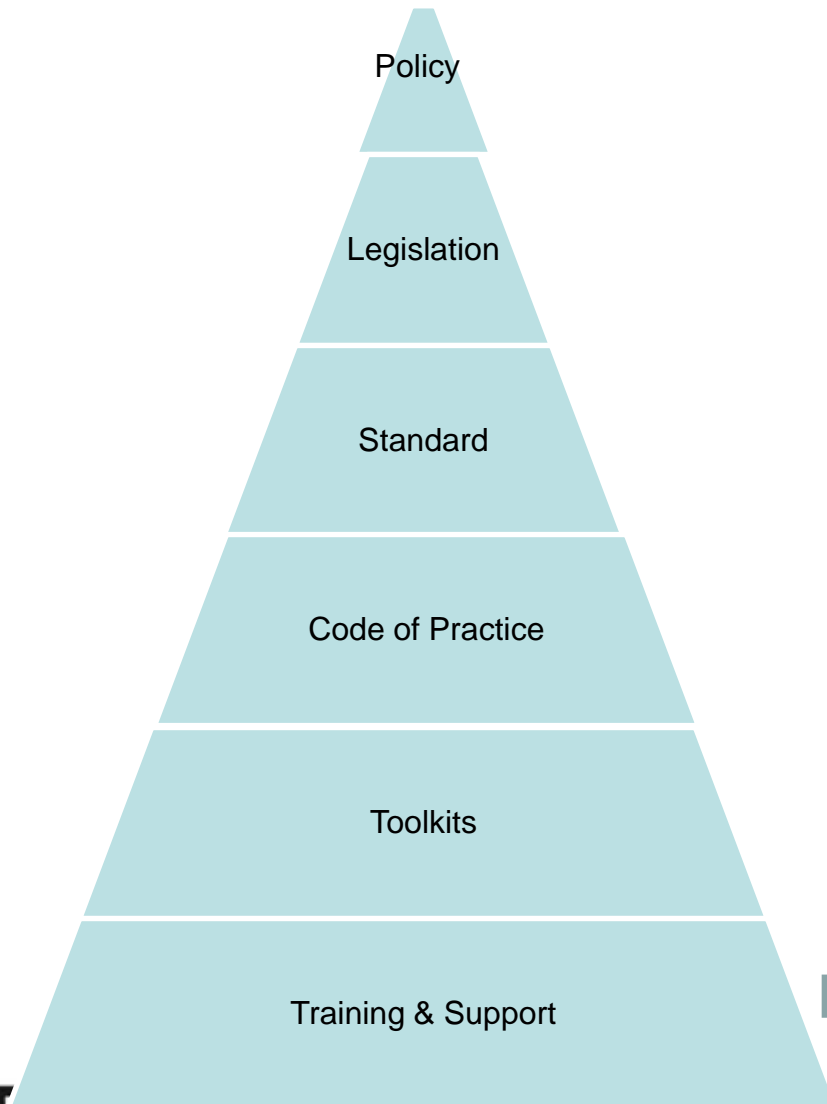 Policy
Legislation
Standard
Code of Practice
Toolkits
Training & Support